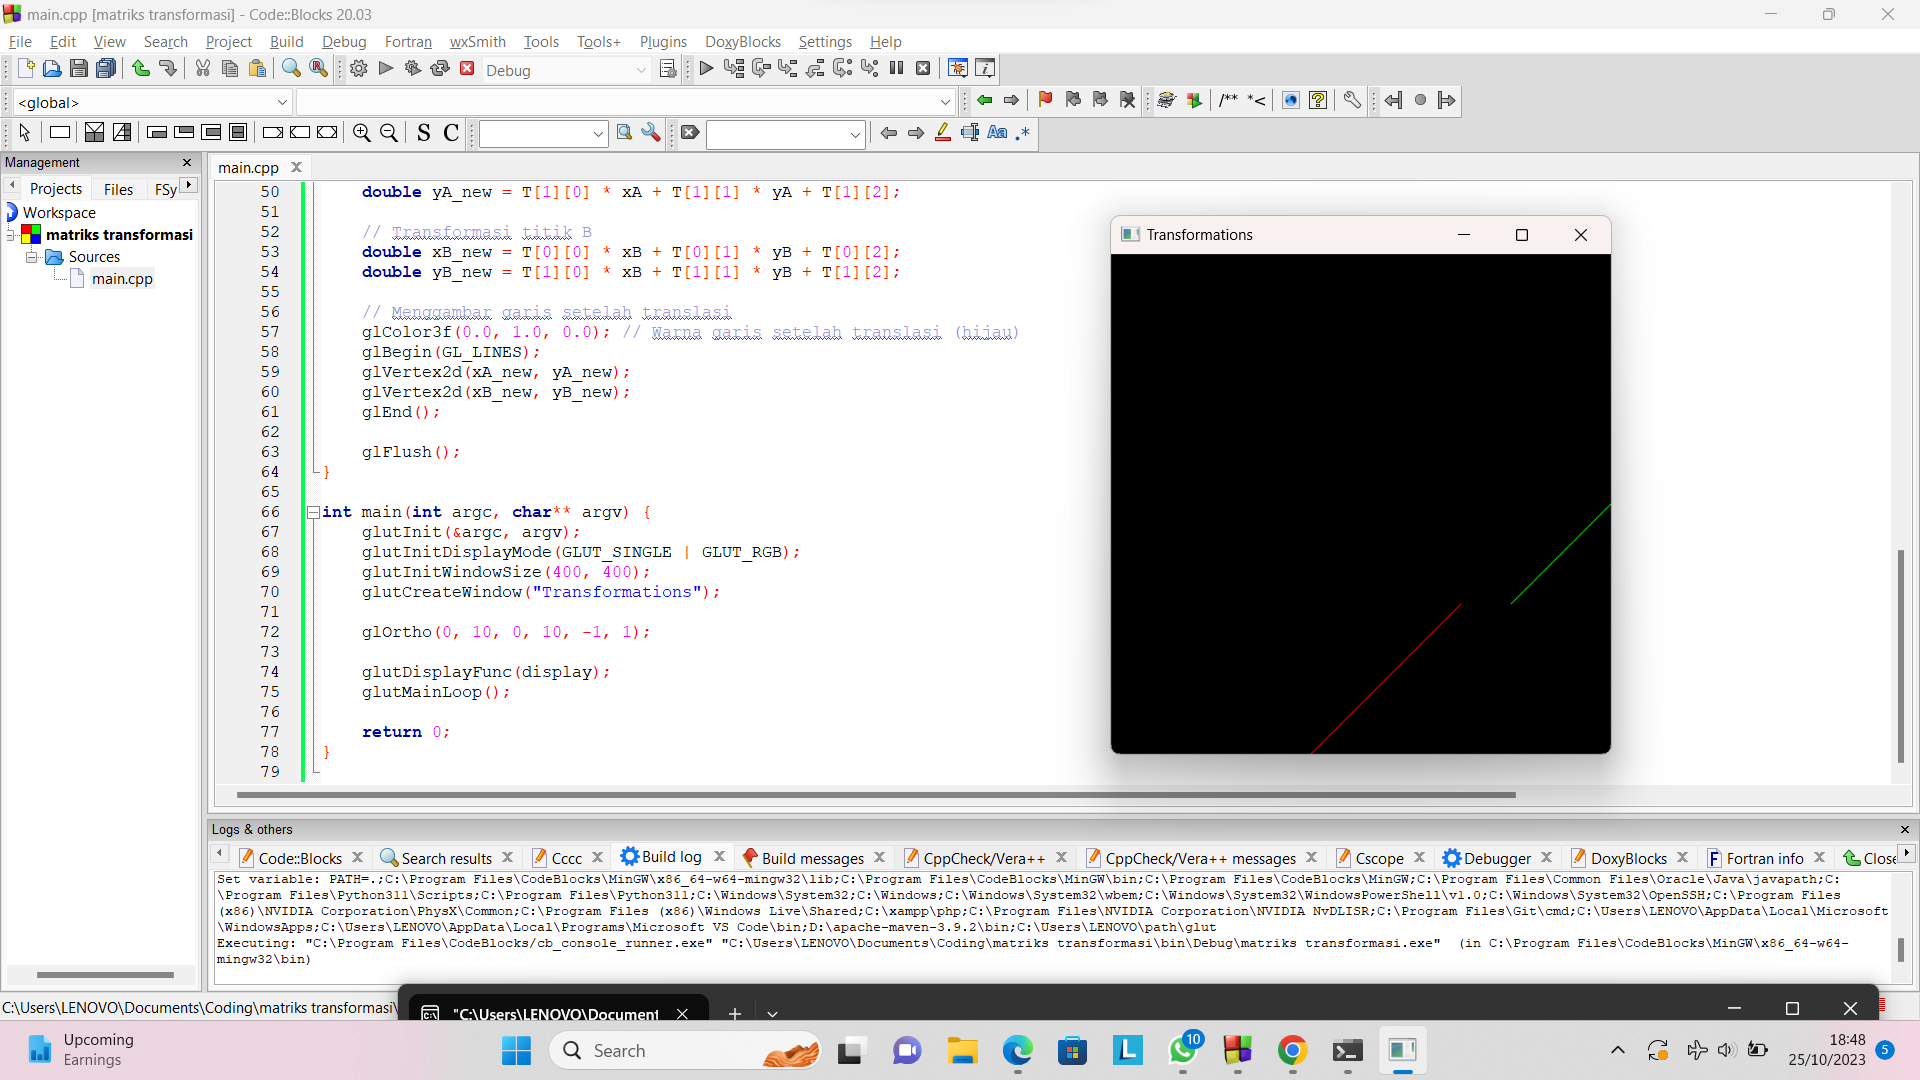 main.cpp [matriks transformasi] - Code::Blocks 20.03
File Edit View Search Project Build Debug Fortran wxSmith Tools Tools+ Plugins DoxyBlocks Settings Help
Debug
<global>
/** *<
S C
Aa .*
Management
Projects Files FSy
Workspace
matriks transformasi
Sources
main.cpp
main.cpp
50 double yA_new = T[1][0] * xA + T[1][1] * yA + T[1][2];
51
52 // Transformasi titik B
53 double xB_new = T[0][0] * xB + T[0][1] * yB + T[0][2];
54 double yB_new = T[1][0] * xB + T[1][1] * yB + T[1][2];
55
56 // Menggambar garis setelah translasi
57 glColor3f(0.0, 1.0, 0.0); // Warna garis setelah translasi (hijau)
58 glBegin(GL_LINES);
59 glVertex2d(xA_new, yA_new);
60 glVertex2d(xB_new, yB_new);
61 glEnd();
62
63 glFlush();
64 }
65
66 int main(int argc, char** argv) {
67 glutInit(&argc, argv);
68 glutInitDisplayMode(GLUT_SINGLE | GLUT_RGB);
69 glutInitWindowSize(400, 400);
70 glutCreateWindow("Transformations");
71
72 glOrtho(0, 10, 0, 10, -1, 1);
73
74 glutDisplayFunc(display);
75 glutMainLoop();
76
77 return 0;
78 }
79
Transformations
Logs & others
Code::Blocks Search results Cccc Build log Build messages CppCheck/Vera++ CppCheck/Vera++ messages Cscope Debugger DoxyBlocks Fortran info Close
Set variable: PATH=.;C:\Program Files\CodeBlocks\MinGW\x86_64-w64-mingw32\lib;C:\Program Files\CodeBlocks\MinGW\bin;C:\Program Files\CodeBlocks\MinGW;C:\Program Files\Common Files\Oracle\Java\javapath;C:
\Program Files\Python311\Scripts;C:\Program Files\Python311;C:\Windows\System32;C:\Windows;C:\Windows\System32\wbem;C:\Windows\System32\WindowsPowerShell\v1.0;C:\Windows\System32\OpenSSH;C:\Program Files
(x86)\NVIDIA Corporation\PhysX\Common;C:\Program Files (x86)\Windows Live\Shared;C:\xampp\php;C:\Program Files\NVIDIA Corporation\NVIDIA NvDLISR;C:\Program Files\Git\cmd;C:\Users\LENOVO\AppData\Local\Microsoft
\WindowsApps;C:\Users\LENOVO\AppData\Local\Programs\Microsoft VS Code\bin;D:\apache-maven-3.9.2\bin;C:\Users\LENOVO\path\glut
Executing: "C:\Program Files\CodeBlocks/cb_console_runner.exe" "C:\Users\LENOVO\Documents\Coding\matriks transformasi\bin\Debug\matriks transformasi.exe" (in C:\Program Files\CodeBlocks\MinGW\x86_64-w64-
mingw32\bin)
C:\Users\LENOVO\Documents\Coding\matriks transformasi\
"C:\Users\LENOVO\Document
Upcoming
Earnings
Search
10
18:48
25/10/2023
5